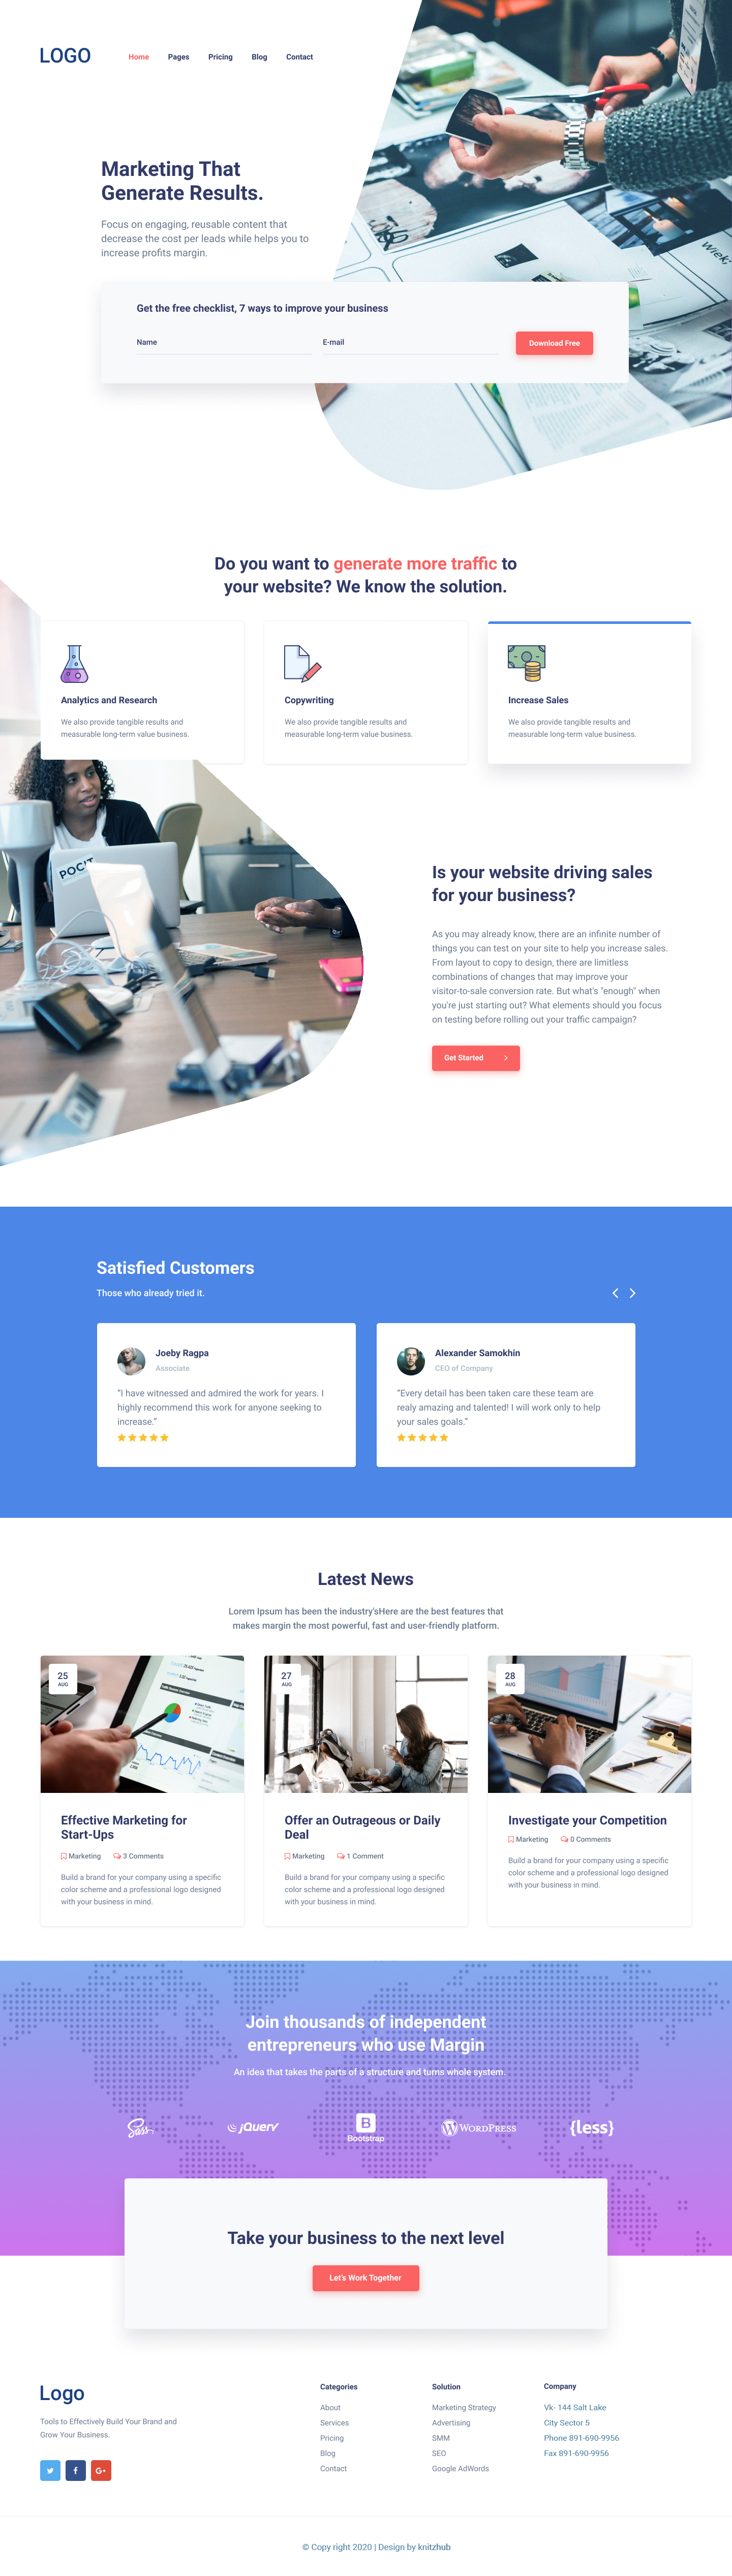 LOGO
Home Pages Pricing Blog Contact
Marketing That
Generate Results.
Focus on engaging, reusable content that
decrease the cost per leads while helps you to
increase profits margin.
Wiek,
Get the free checklist, 7 ways to improve your business
Name
E-mail
Download Free
Do you want to generate more traffic to
your website? We know the solution.
Analytics and Research
We also provide tangible results and
measurable long-term value business.
Copywriting
We also provide tangible results and
measurable long-term value business.
Increase Sales
We also provide tangible results and
measurable long-term value business.
POCIT
Is your website driving sales
for your business?
As you may already know, there are an infinite number of
things you can test on your site to help you increase sales.
From layout to copy to design, there are limitless
combinations of changes that may improve your
visitor-to-sale conversion rate. But what's "enough" when
you're just starting out? What elements should you focus
on testing before rolling out your traffic campaign?
Get Started
Satisfied Customers
Those who already tried it.
Joeby Ragpa
Associate
“I have witnessed and admired the work for years. I
highly recommend this work for anyone seeking to
increase.”
Alexander Samokhin
CEO of Company
“Every detail has been taken care these team are
realy amazing and talented! I will work only to help
your sales goals.”
Latest News
Lorem Ipsum has been the industry'sHere are the best features that
makes margin the most powerful, fast and user-friendly platform.
25
AUG
Effective Marketing for
Start-Ups
Marketing 3 Comments
Build a brand for your company using a specific
color scheme and a professional logo designed
with your business in mind.
27
AUG
Offer an Outrageous or Daily
Deal
Marketing 1 Comment
Build a brand for your company using a specific
color scheme and a professional logo designed
with your business in mind.
28
AUG
Investigate your Competition
Marketing 0 Comments
Build a brand for your company using a specific
color scheme and a professional logo designed
with your business in mind.
Join thousands of independent
entrepreneurs who use Margin
An idea that takes the parts of a structure and turns whole system.
Sass
jQuery
B
Bootstrap
WordPress
{less}
Take your business to the next level
Let's Work Together
Logo
Tools to Effectively Build Your Brand and
Grow Your Business.
f
G+
Categories
About
Services
Pricing
Blog
Contact
Solution
Marketing Strategy
Advertising
SMM
SEO
Google AdWords
Company
Vk- 144 Salt Lake
City Sector 5
Phone 891-690-9956
Fax 891-690-9956
© Copy right 2020 | Design by knitzhub